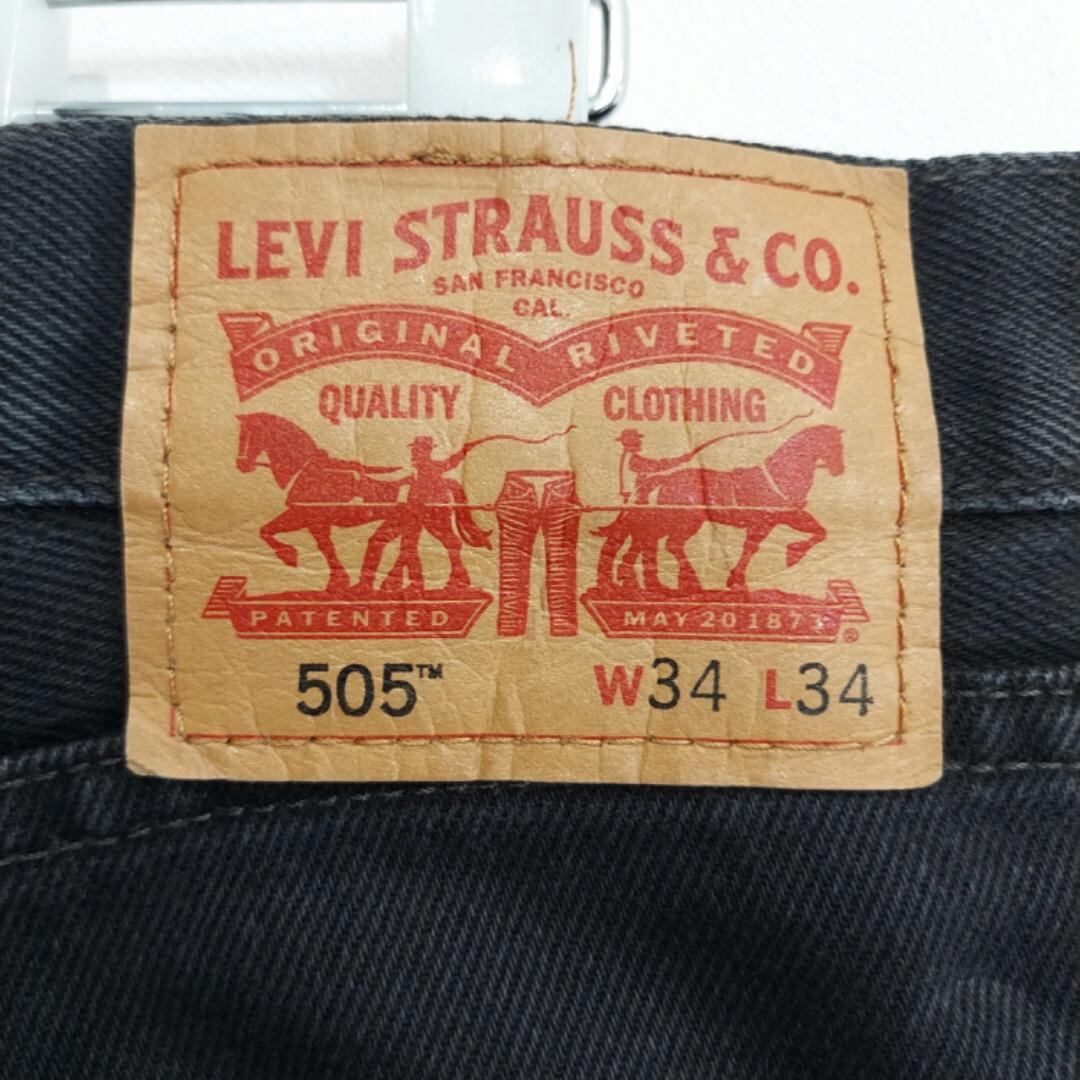 LEVI STRAUSS & CO.
SAN FRANCISCO
CAL.
ORIGINAL RIVETED
QUALITY CLOTHING
PATENTED MAY 20 1873 ®
505™ W34 L34